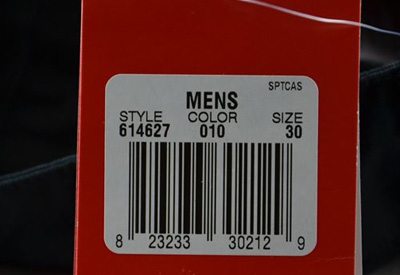 SPTCAS
MENS
STYLE COLOR SIZE
614627 010 30
8 23233 30212 9